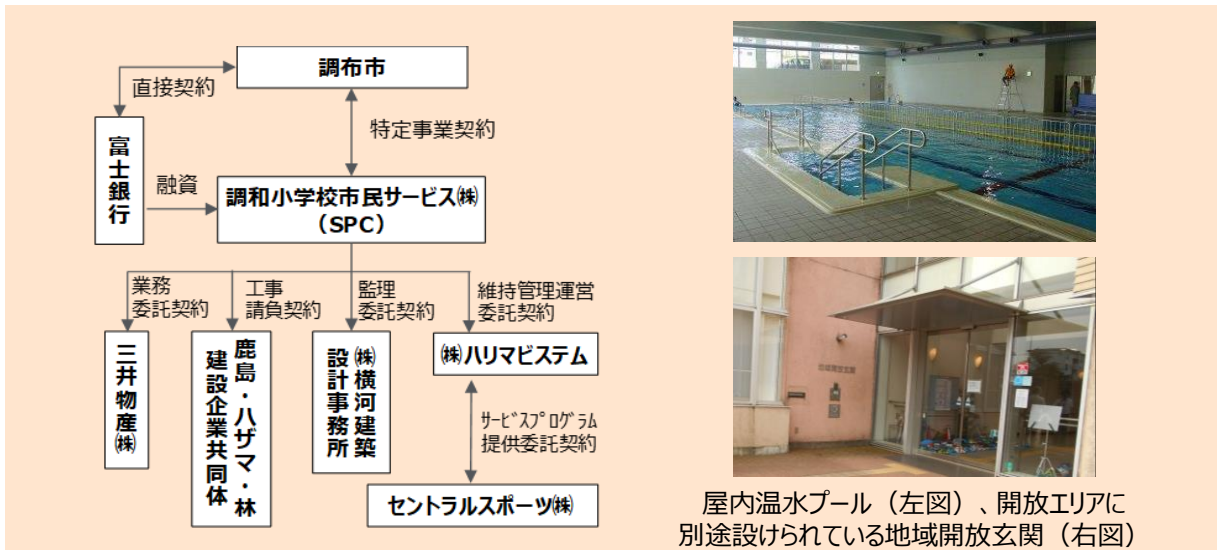 調布市
直接契約
特定事業契約
富士銀行
融資
調和小学校市民サービス㈱
（SPC）
業務
委託契約
工事
請負契約
監理
委託契約
維持管理運営
委託契約
三井物産㈱
鹿島・ハザマ・林
建設企業共同体
㈱横河建築
設計事務所
㈱ハリマビステム
ｻｰﾋﾞｽﾌﾟﾛｸﾞﾗﾑ
提供委託契約
セントラルスポーツ㈱
屋内温水プール（左図）、開放エリアに
別途設けられている地域開放玄関（右図）